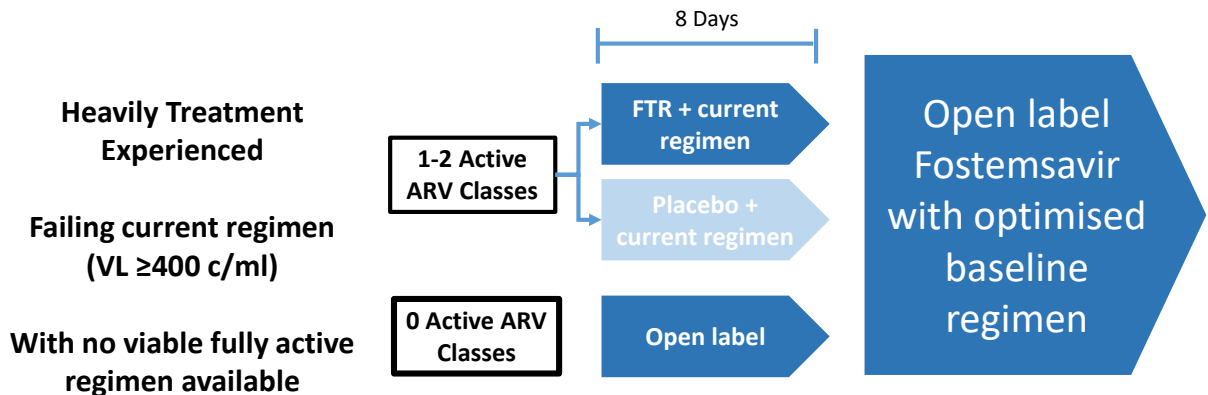 8 Days
Heavily Treatment
Experienced
Failing current regimen
(VL ≥400 c/ml)
With no viable fully active
regimen available
1-2 Active
ARV Classes
0 Active ARV
Classes
FTR + current
regimen
Placebo +
current regimen
Open label
Open label
Fostemsavir
with optimised
baseline
regimen